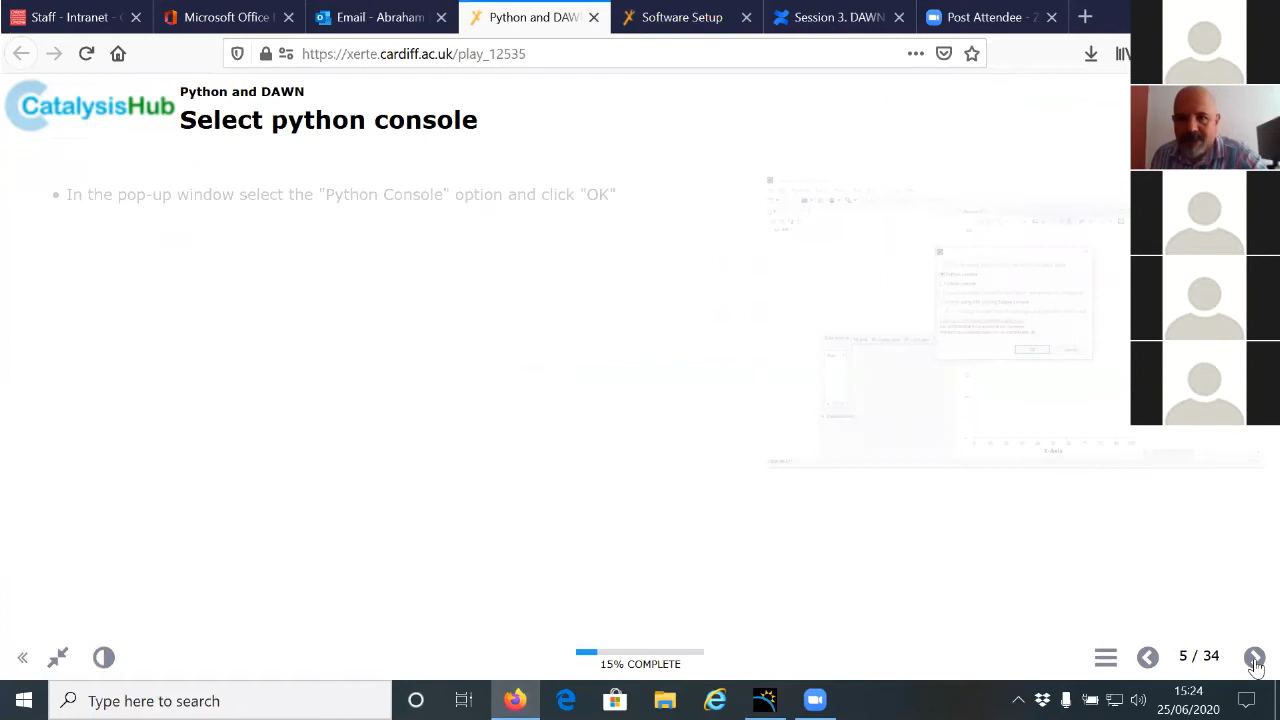 Staff - Intranet - C
Microsoft Office
Email - Abraham
Python and DAW
Software Setup
Session 3. DAWN
Post Attendee - Z
https://xerte.cardiff.ac.uk/play_12535
CatalysisHub
Python and DAWN
Select python console
• In the pop-up window select the "Python Console" option and click "OK"
X-Axis
15% COMPLETE
5 / 34
Type here to search
15:24
25/06/2020